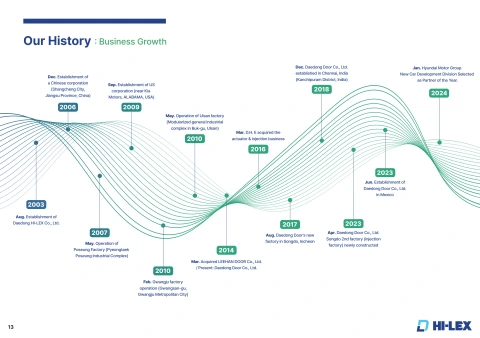 Our History : Business Growth
Dec. Establishment of
a Chinese corporation
(Shangcheng City,
Jiangsu Province, China)
2006
Sep. Establishment of US
corporation (near Kia
Motors, ALABAMA, USA)
2009
May. Operation of Ulsan factory
(Modularized general industrial
complex in Buk-gu, Ulsan)
2010
Mar. Dct. & acquired the
actuator & injection business
2016
Dec. Daedong Door Co., Ltd.
established in Chennai, India
(Kanchipuram District, India)
2018
Jan. Hyundai Motor Group
New Car Development Division Selected
as Partner of the Year
2024
2003
Aug. Establishment of
Daedong Hi-LEX Co., Ltd.
2007
May. Operation of
Poseung Factory (Pyeongtaek
Poseung Industrial Complex)
2010
Feb. Gwangju factory
operation (Gwangsan-gu,
Gwangju Metropolitan City)
2014
Mar. Acquired LEEHAN DOOR Co., Ltd.
/ Present: Daedong Door Co., Ltd.
2017
Aug. Daedong Door's new
factory in Songdo, Incheon
2023
Apr. Daedong Door Co., Ltd.
Songdo 2nd factory (injection
factory) newly constructed
2023
Jun. Establishment of
Daedong Door Co., Ltd.
in Mexico
13
HI-LEX